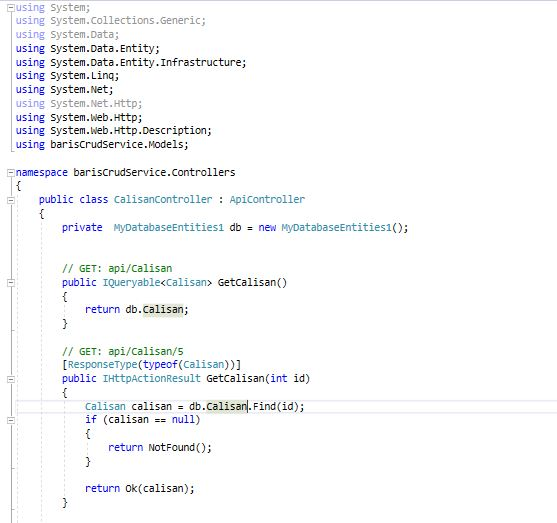 using System;
using System.Collections.Generic;
using System.Data;
using System.Data.Entity;
using System.Data.Entity.Infrastructure;
using System.Linq;
using System.Net;
using System.Net.Http;
using System.Web.Http;
using System.Web.Http.Description;
using barisCrudService.Models;
namespace barisCrudService.Controllers
{
public class CalisanController : ApiController
{
private  MyDatabaseEntities1 db = new MyDatabaseEntities1();
// GET: api/Calisan
public IQueryable<Calisan> GetCalisan()
{
return db.Calisan;
}
// GET: api/Calisan/5
[ResponseType(typeof(Calisan))]
public IHttpActionResult GetCalisan(int id)
{
Calisan calisan = db.Calisan.Find(id);
if (calisan == null)
{
return NotFound();
}
return Ok(calisan);
}